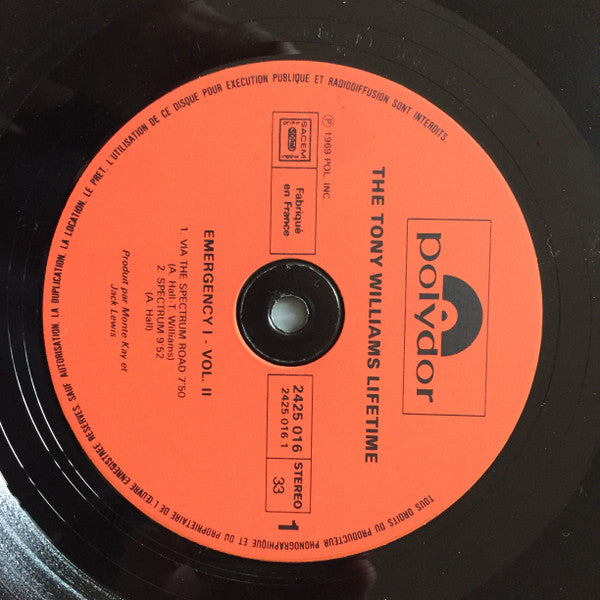 TOUS DROITS DU PRODUCTEUR PHONOGRAPHIQUE ET DU PROPRIETAIRE DE L'ŒUVRE ENREGISTREE RESERVES. SAUF AUTORISATION, LA DUPLICATION, LA LOCATION, LE PRET, L'UTILISATION DE CE DISQUE POUR EXECUTION PUBLIQUE ET RADIODIFFUSION SONT INTERDITS.
polydor
THE TONY WILLIAMS LIFETIME
℗ 1969 POL. INC.
SACEM
Fabriqué
en France
2425 016
2425 016 1
STEREO
33
1
EMERGENCY ! - VOL. II
1. VIA THE SPECTRUM ROAD 7'50
(A. Hall-T. Williams)
2. SPECTRUM 9'52
(A. Hall)
Produit par Monte Kay et
Jack Lewis